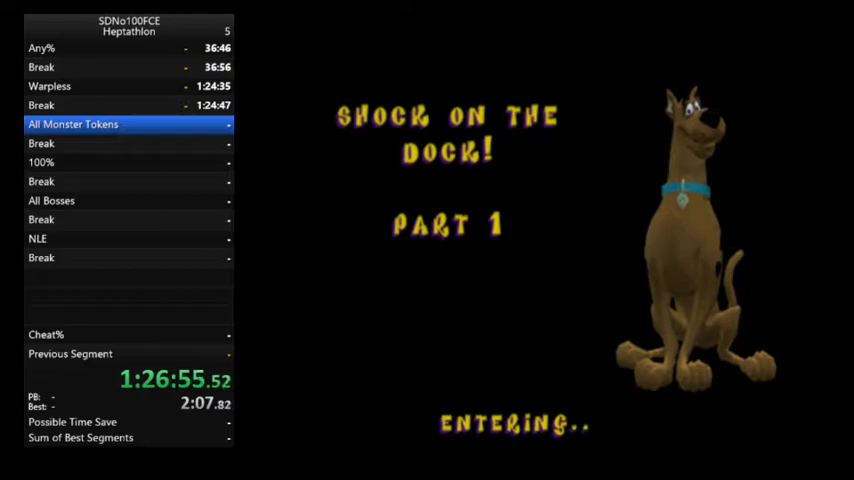 SDNo100FCE
Heptathlon 5
Any% - 36:46
Break - 36:56
Warpless - 1:24:35
Break - 1:24:47
All Monster Tokens -
Break -
100% -
Break -
All Bosses -
Break -
NLE -
Break -
Cheat% -
Previous Segment -
1:26:55.52
PB: -
Best: - 2:07.82
Possible Time Save -
Sum of Best Segments -
SHOCK ON THE
DOCK!
PART 1
ENTERING..